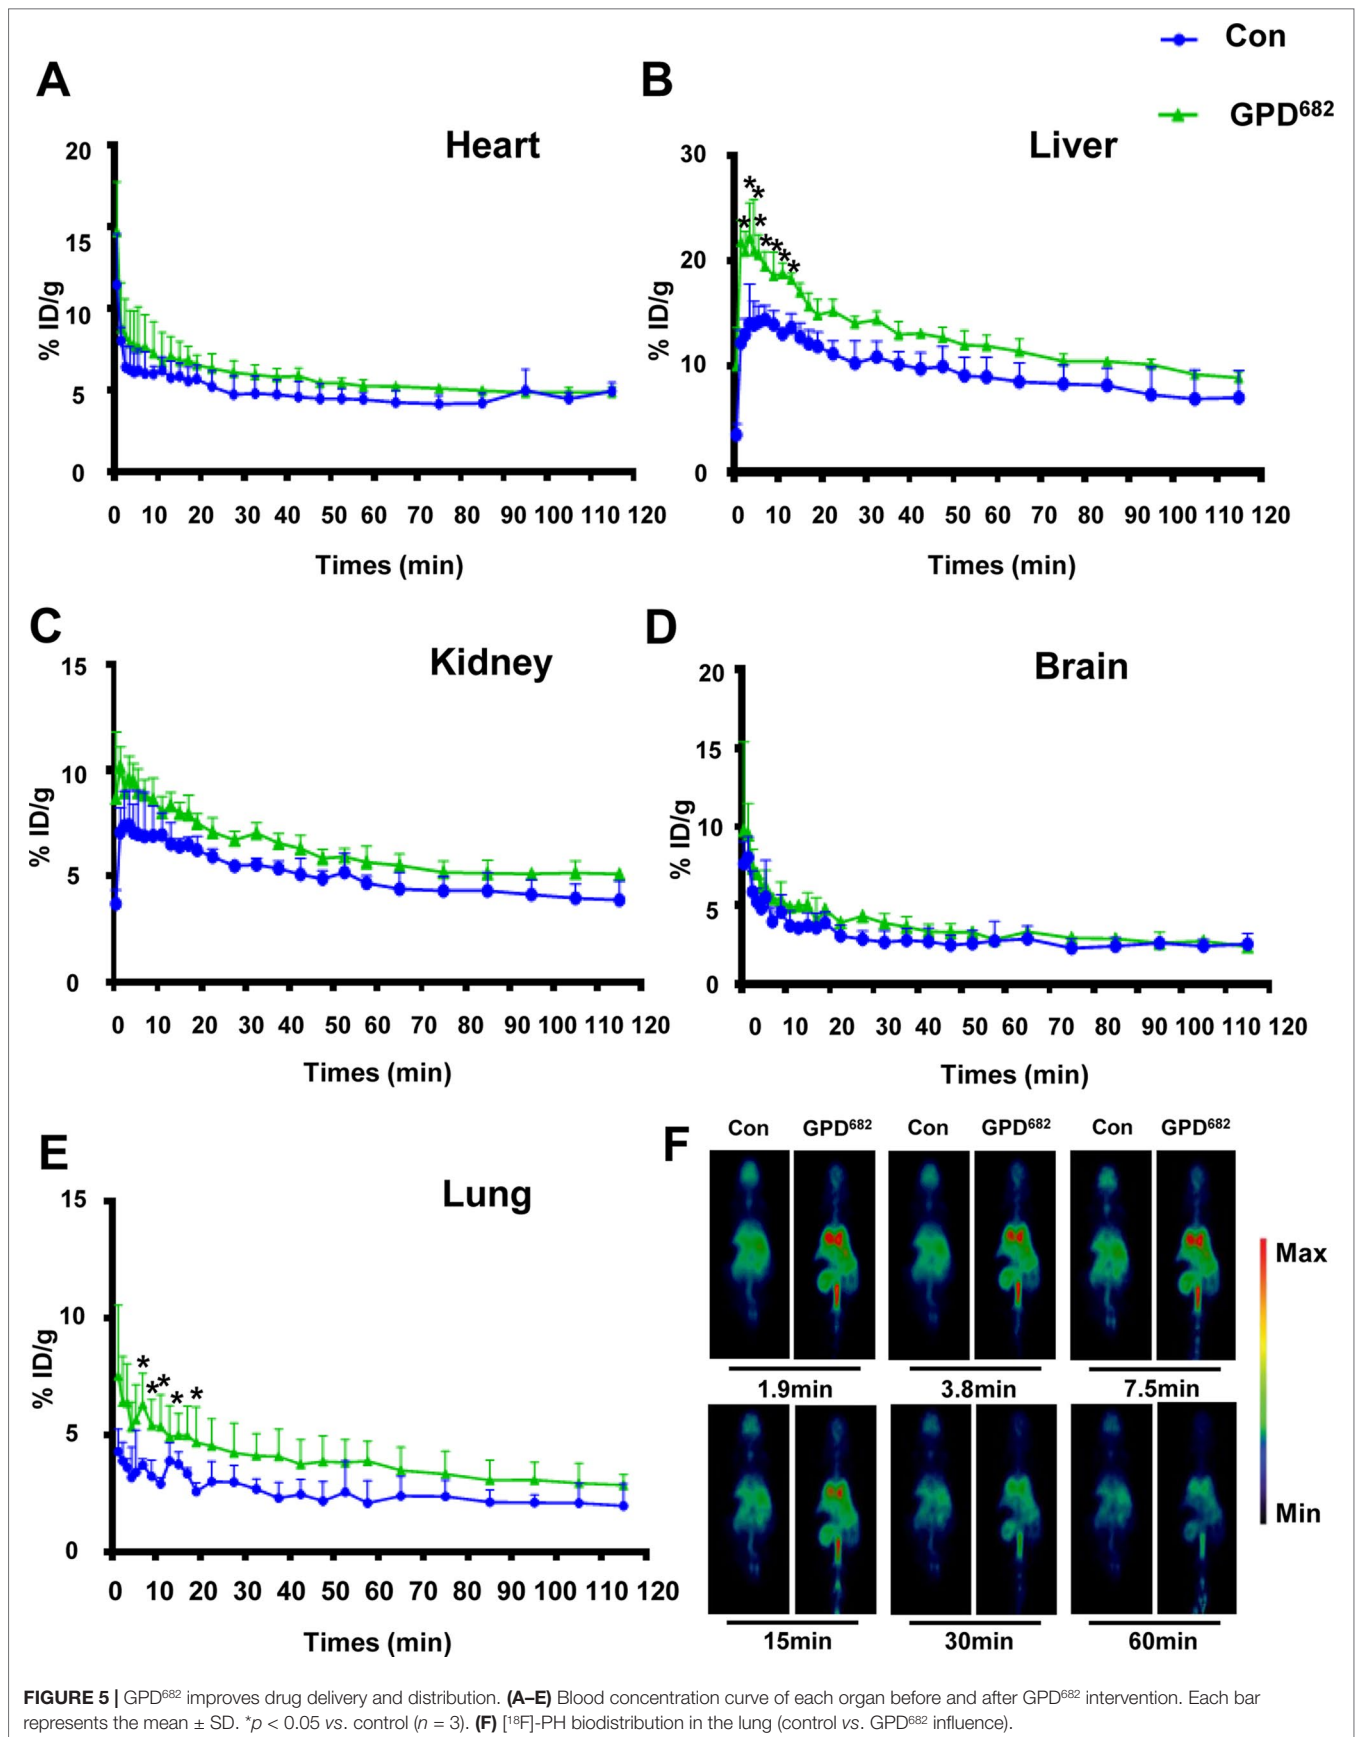 Con
GPD⁶⁸²
A
Heart
20
15
10
5
0
% ID/g
0 10 20 30 40 50 60 70 80 90 100 110 120
Times (min)
B
Liver
30
20
10
0
% ID/g
0 10 20 30 40 50 60 70 80 90 100 110 120
Times (min)
* * * * * * * *
C
Kidney
15
10
5
0
% ID/g
0 10 20 30 40 50 60 70 80 90 100 110 120
Times (min)
D
Brain
20
15
10
5
0
% ID/g
0 10 20 30 40 50 60 70 80 90 100 110 120
Times (min)
E
Lung
15
10
5
0
% ID/g
* * * * *
0 10 20 30 40 50 60 70 80 90 100 110 120
Times (min)
F
Con GPD⁶⁸² Con GPD⁶⁸² Con GPD⁶⁸²
1.9min 3.8min 7.5min
15min 30min 60min
Max
Min
FIGURE 5 | GPD⁶⁸² improves drug delivery and distribution. (A–E) Blood concentration curve of each organ before and after GPD⁶⁸² intervention. Each bar
represents the mean ± SD. *p < 0.05 vs. control (n = 3). (F) [¹⁸F]-PH biodistribution in the lung (control vs. GPD⁶⁸² influence).